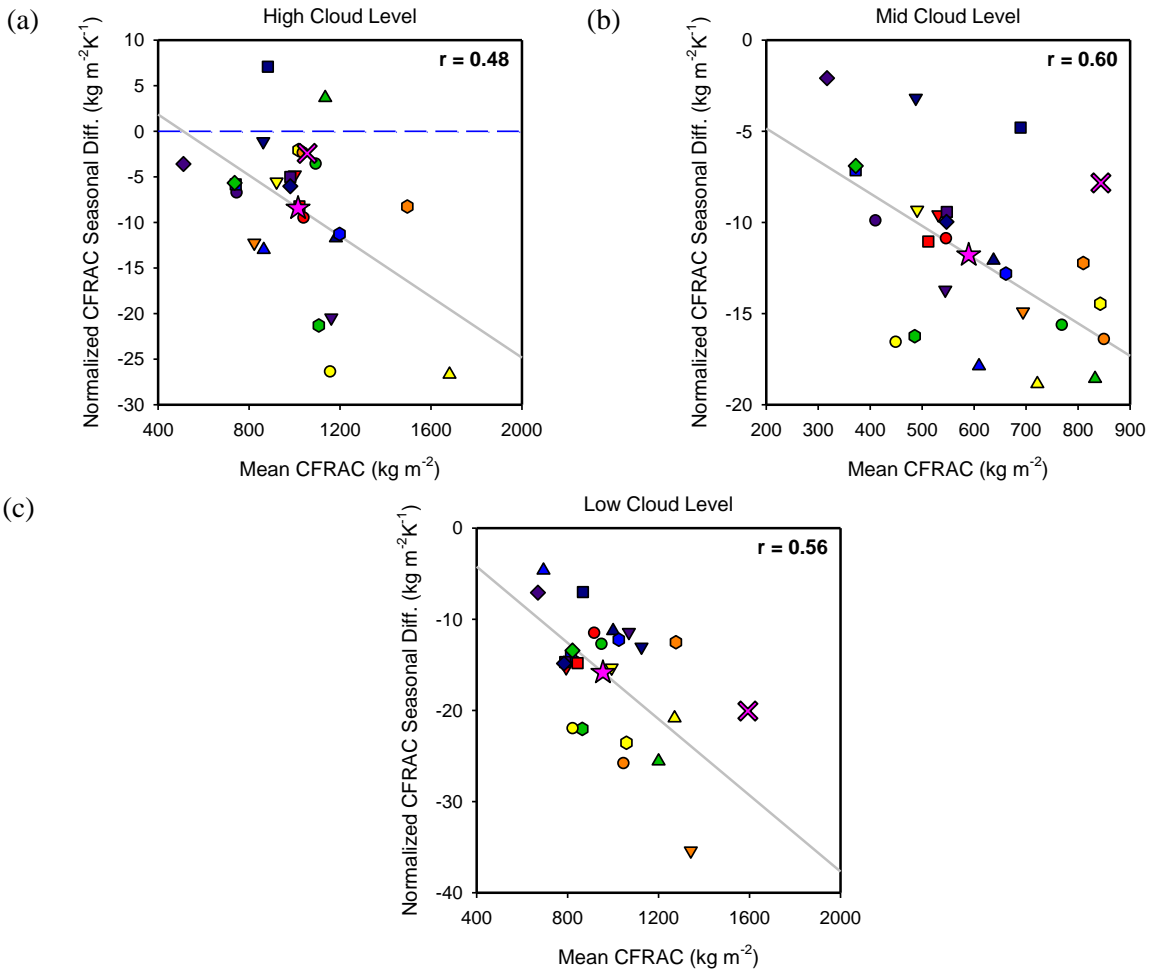 (a)
High Cloud Level
Normalized CFRAC Seasonal Diff. (kg m⁻²K⁻¹)
10
5
0
-5
-10
-15
-20
-25
-30
r = 0.48
400 800 1200 1600 2000
Mean CFRAC (kg m⁻²)
(b)
Mid Cloud Level
Normalized CFRAC Seasonal Diff. (kg m⁻²K⁻¹)
0
-5
-10
-15
-20
r = 0.60
200 300 400 500 600 700 800 900
Mean CFRAC (kg m⁻²)
(c)
Low Cloud Level
Normalized CFRAC Seasonal Diff. (kg m⁻²K⁻¹)
0
-10
-20
-30
-40
r = 0.56
400 800 1200 1600 2000
Mean CFRAC (kg m⁻²)